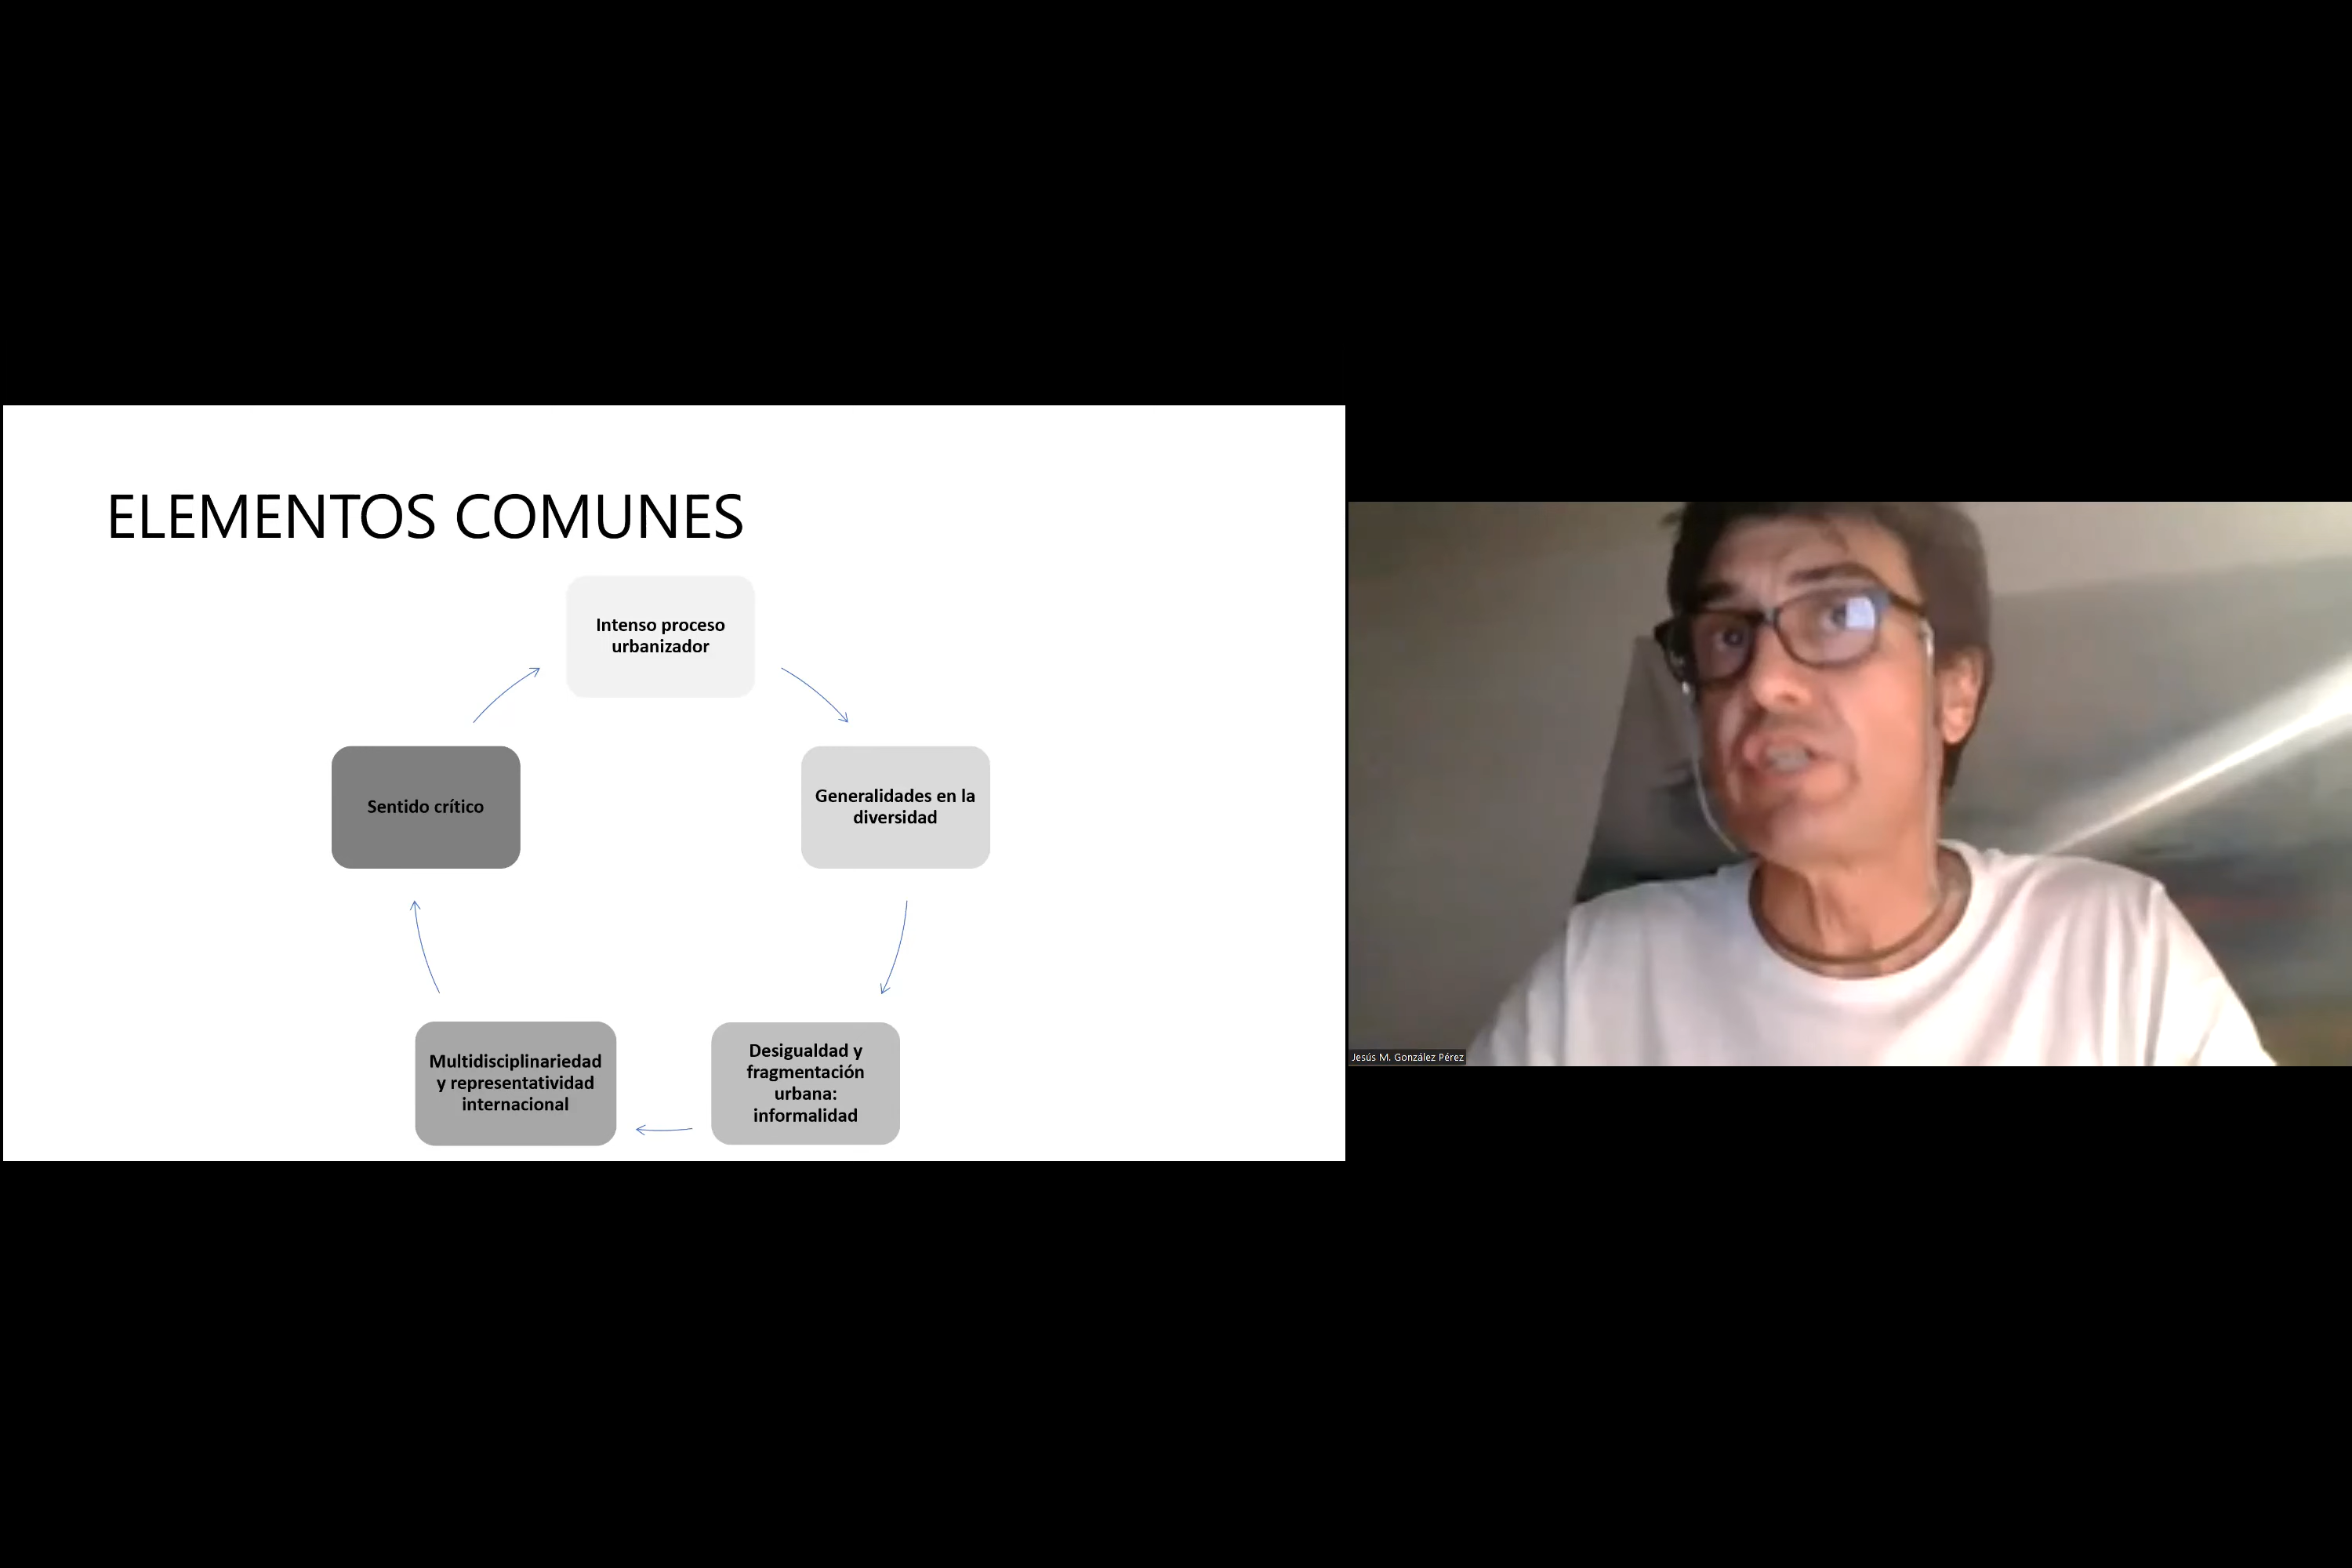 ELEMENTOS COMUNES
Intenso proceso
urbanizador
Generalidades en la
diversidad
Desigualdad y
fragmentación
urbana:
informalidad
Multidisciplinariedad
y representatividad
internacional
Sentido crítico
Jesús M. González Pérez